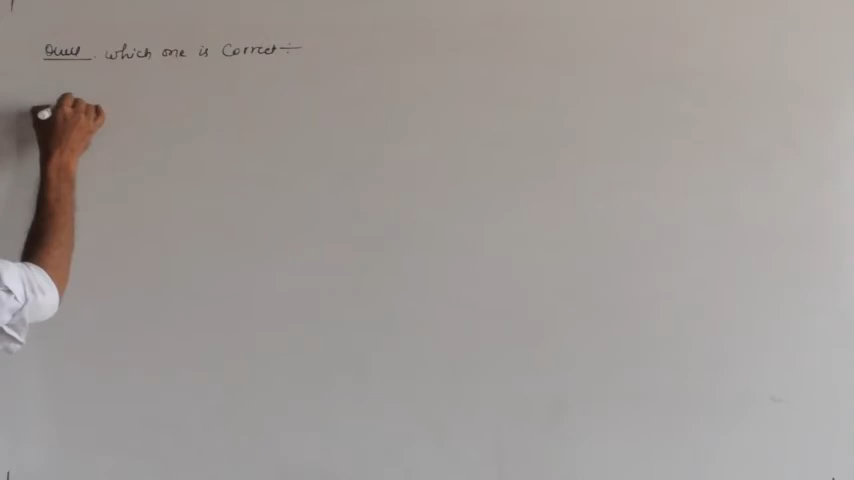 Ques. which one is Correct :-